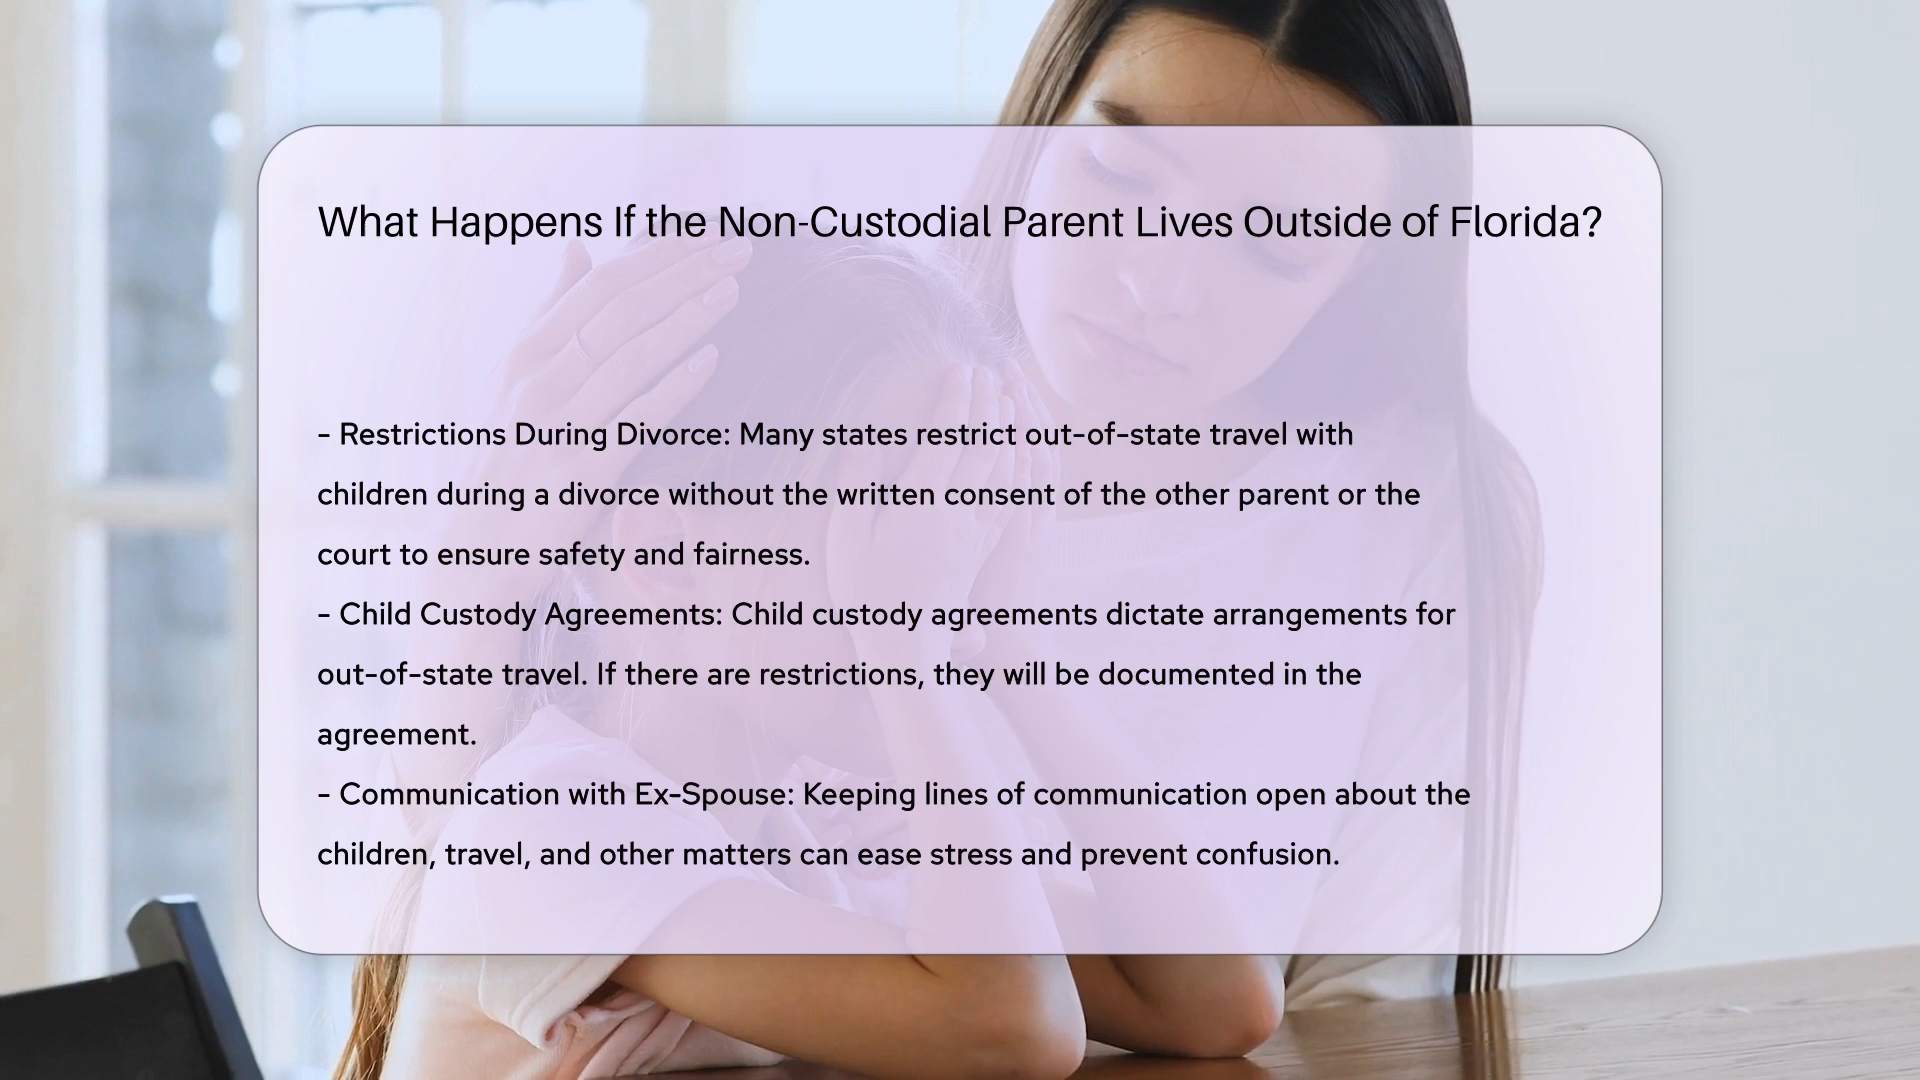 What Happens If the Non-Custodial Parent Lives Outside of Florida?
- Restrictions During Divorce: Many states restrict out-of-state travel with
children during a divorce without the written consent of the other parent or the
court to ensure safety and fairness.
- Child Custody Agreements: Child custody agreements dictate arrangements for
out-of-state travel. If there are restrictions, they will be documented in the
agreement.
- Communication with Ex-Spouse: Keeping lines of communication open about the
children, travel, and other matters can ease stress and prevent confusion.